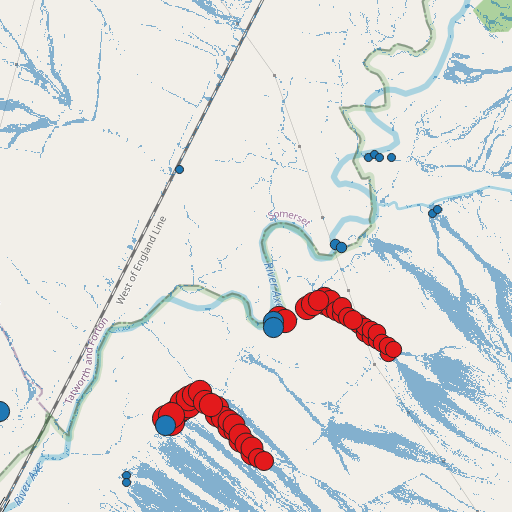 Somerset
West of England Line
River Axe
Tatworth and Forton
River Axe